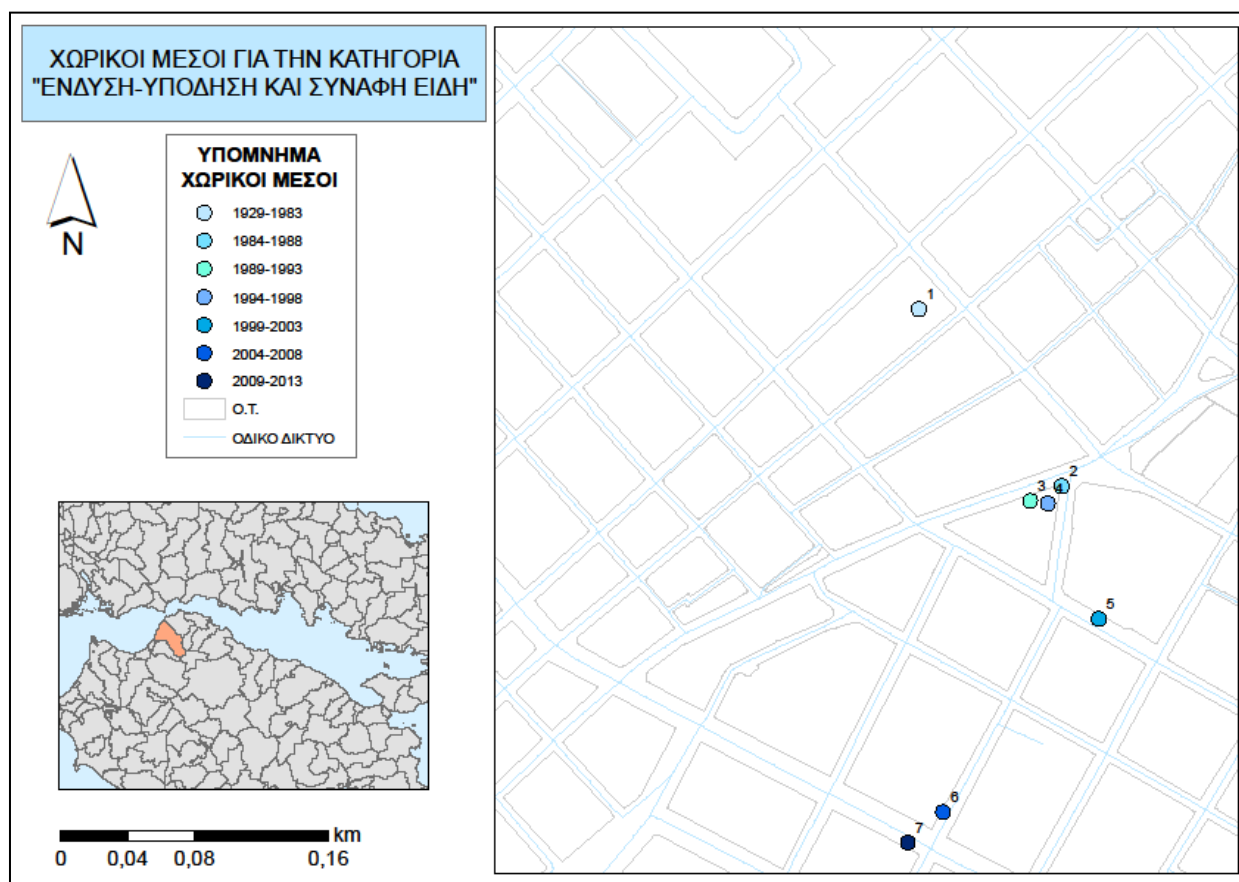 ΧΩΡΙΚΟΙ ΜΕΣΟΙ ΓΙΑ ΤΗΝ ΚΑΤΗΓΟΡΙΑ
"ΕΝΔΥΣΗ-ΥΠΟΔΗΣΗ ΚΑΙ ΣΥΝΑΦΗ ΕΙΔΗ"
N
ΥΠΟΜΝΗΜΑ
ΧΩΡΙΚΟΙ ΜΕΣΟΙ
1929-1983
1984-1988
1989-1993
1994-1998
1999-2003
2004-2008
2009-2013
Ο.Τ.
ΟΔΙΚΟ ΔΙΚΤΥΟ
km
0 0,04 0,08 0,16
1
2
3 4
5
6
7